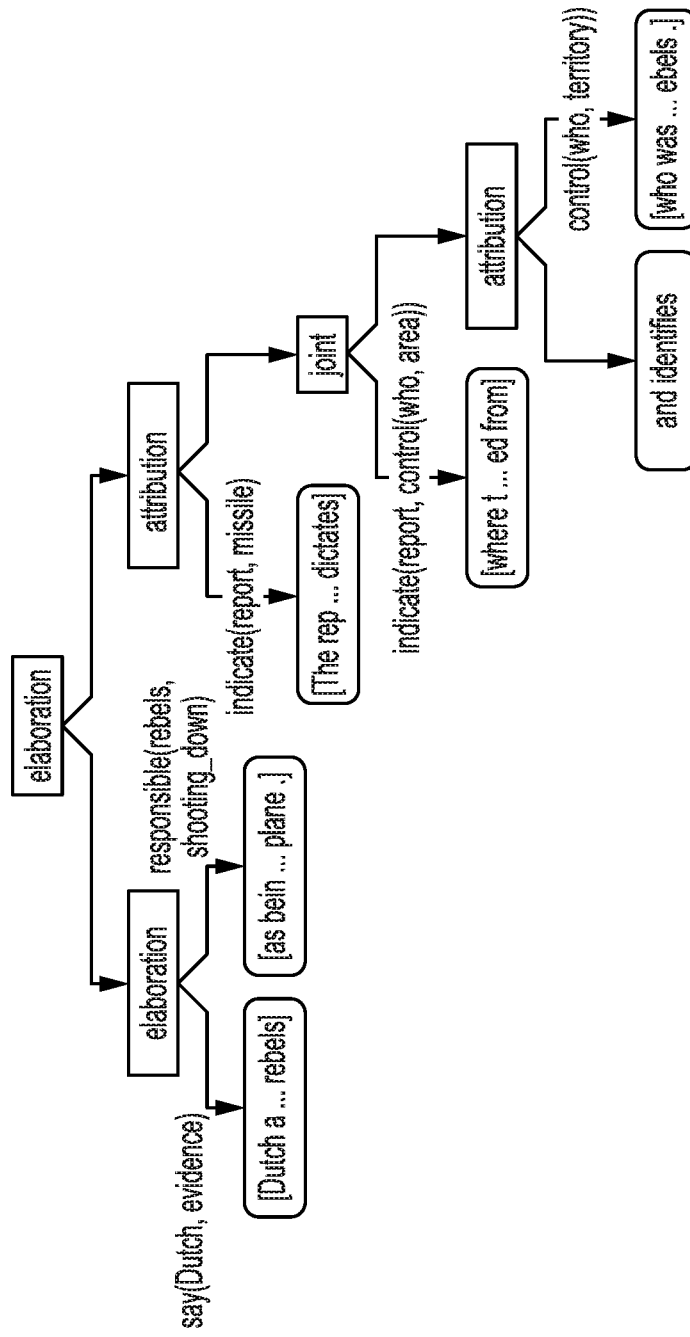 elaboration
elaboration
attribution
say(Dutch, evidence)
responsible(rebels,
shooting_down)
indicate(report, missile)
joint
[Dutch a ... rebels]
[as bein ... plane .]
[The rep ... dictates]
indicate(report, control(who, area))
attribution
[where t ... ed from]
control(who, territory))
and identifies
[who was ... ebels .]